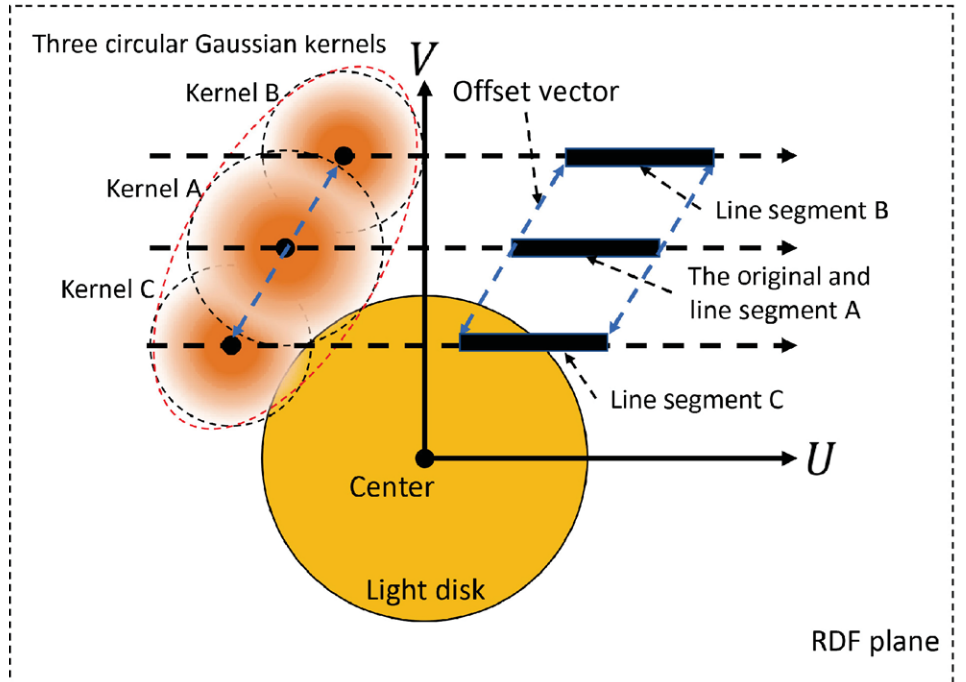 Three circular Gaussian kernels
V
Kernel B
Offset vector
Kernel A
Line segment B
Kernel C
The original and
line segment A
Line segment C
U
Center
Light disk
RDF plane